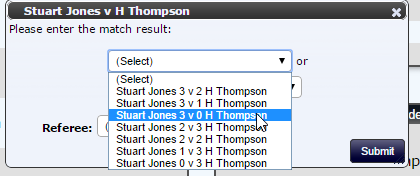 Stuart Jones v H Thompson
Please enter the match result:
(Select) or
(Select)
Stuart Jones 3 v 2 H Thompson
Stuart Jones 3 v 1 H Thompson
Stuart Jones 3 v 0 H Thompson
Stuart Jones 2 v 3 H Thompson
Stuart Jones 2 v 2 H Thompson
Stuart Jones 1 v 3 H Thompson
Stuart Jones 0 v 3 H Thompson
Referee:
Submit